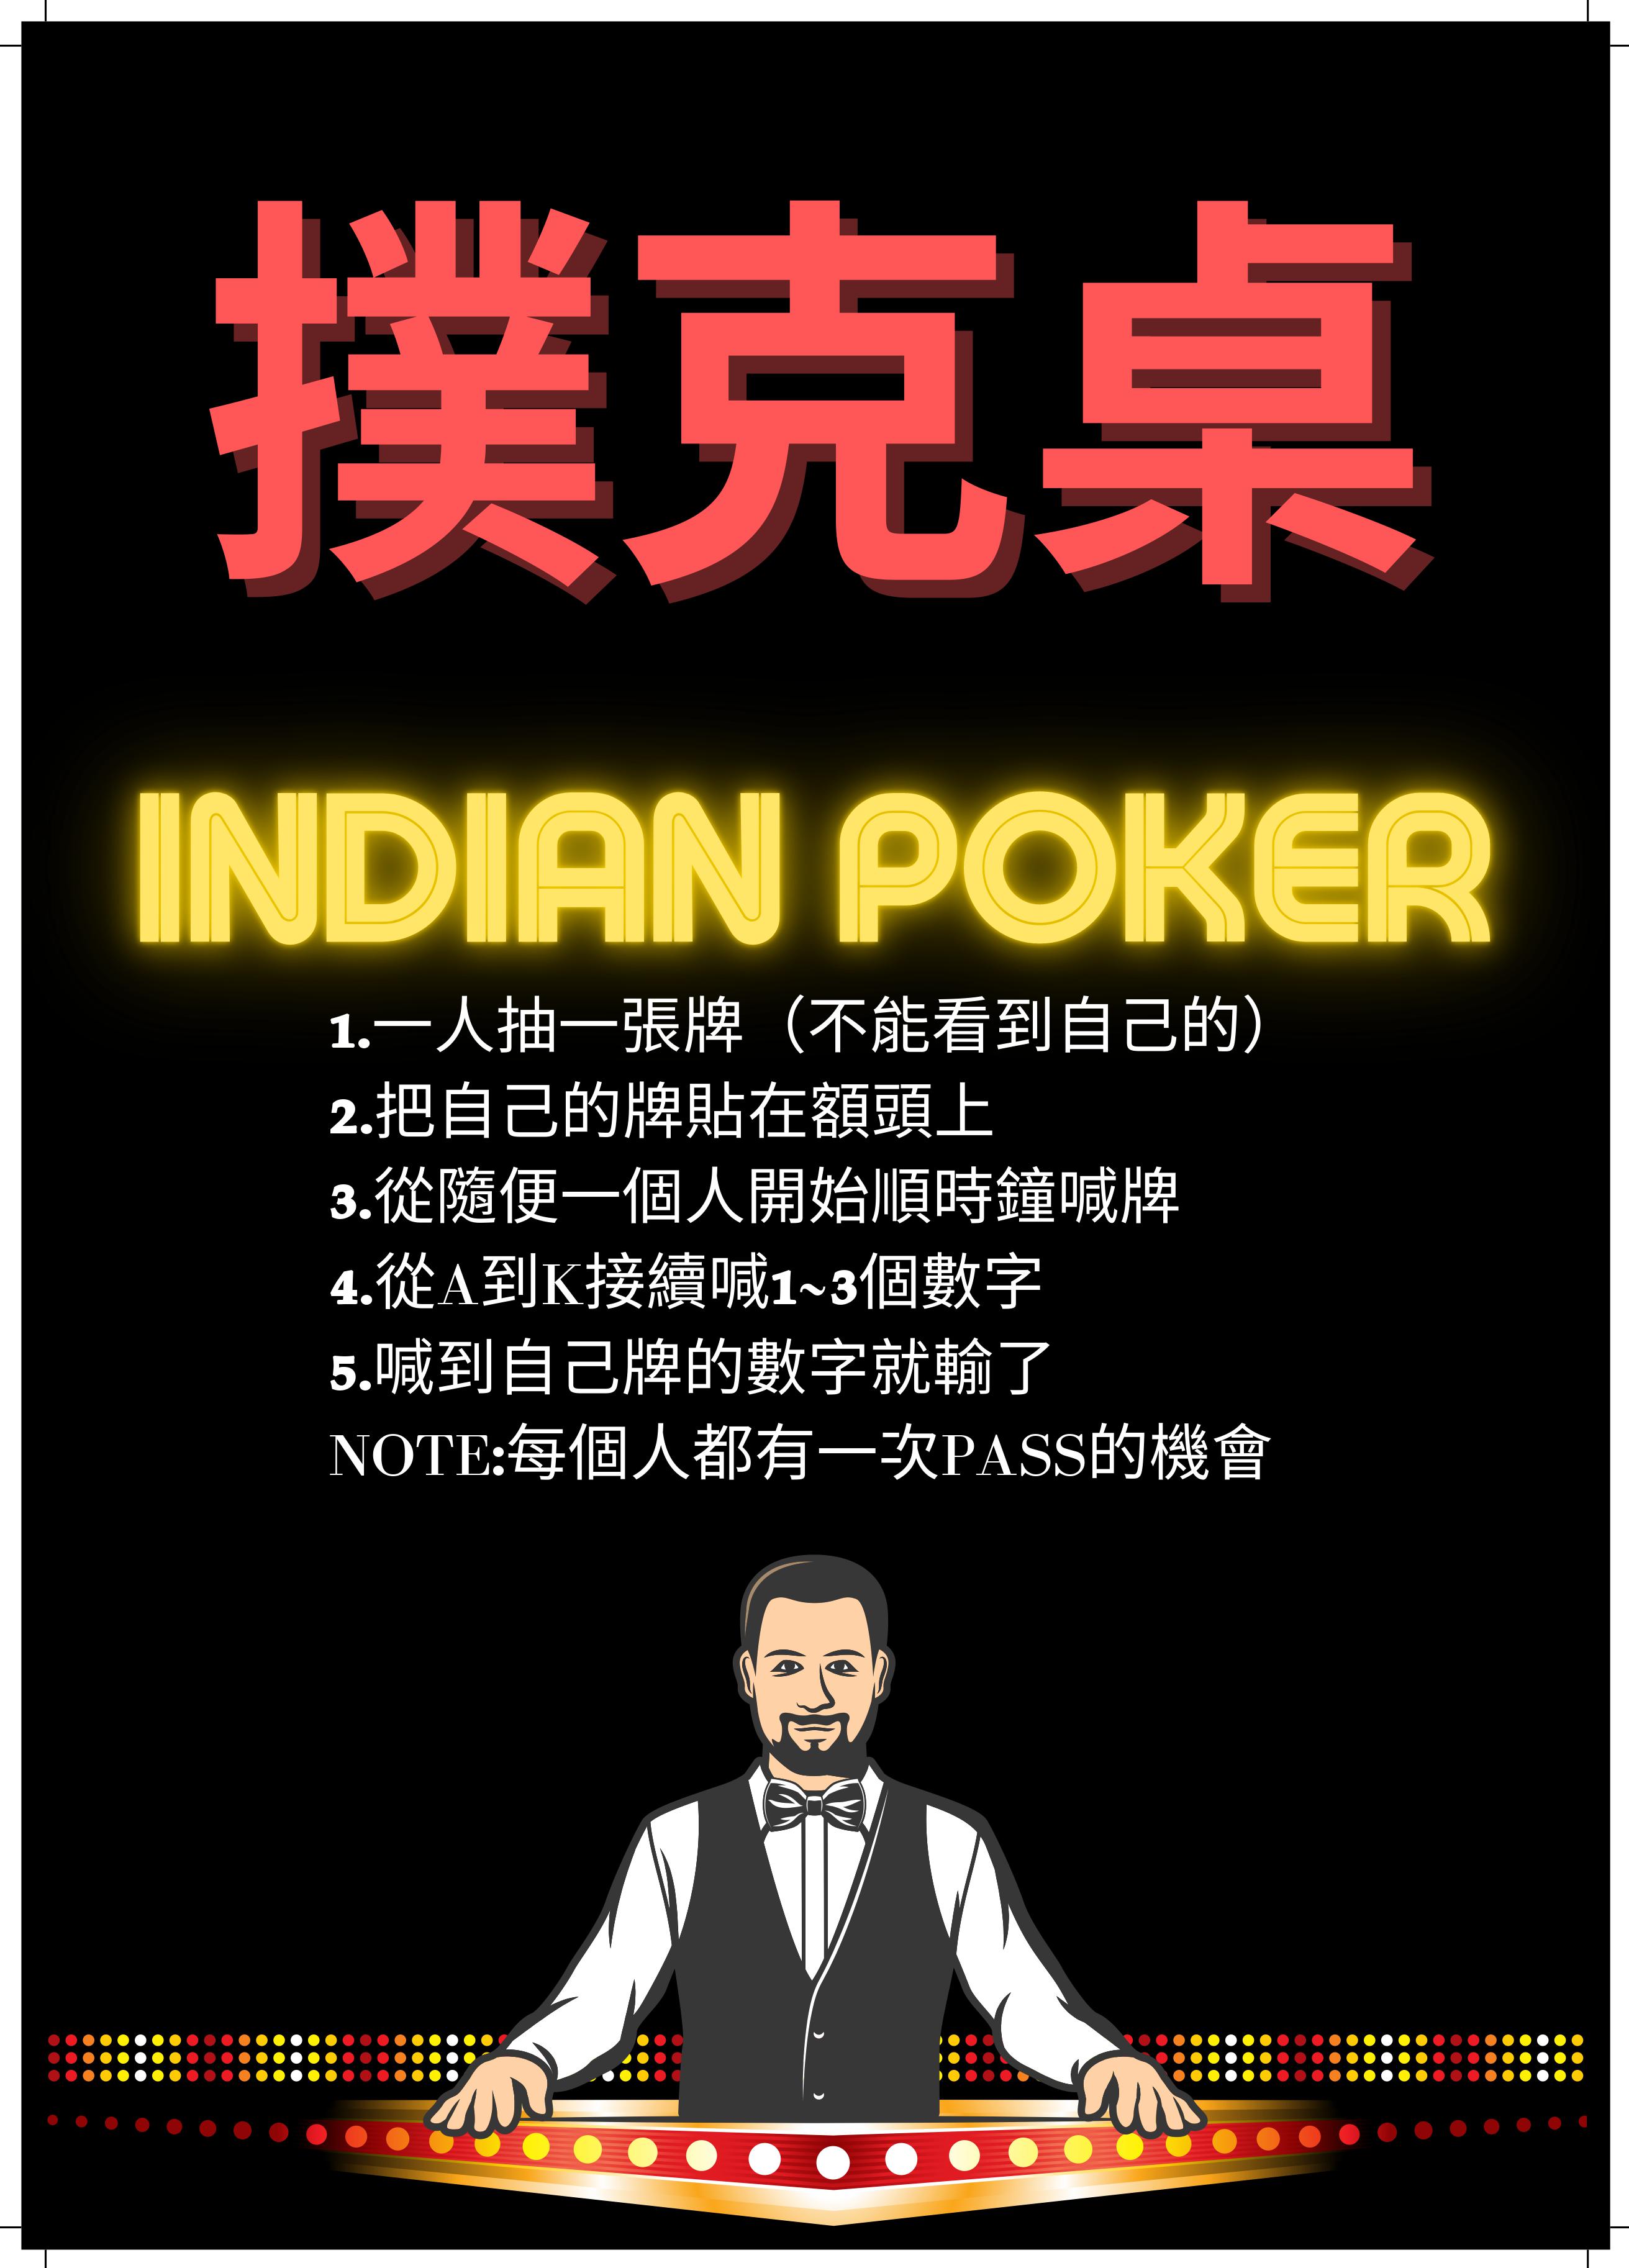 撲克桌
INDIAN POKER
1.一人抽一張牌（不能看到自己的）
2.把自己的牌貼在額頭上
3.從隨便一個人開始順時鐘喊牌
4.從A到K接續喊1~3個數字
5.喊到自己牌的數字就輸了
NOTE:每個人都有一次PASS的機會